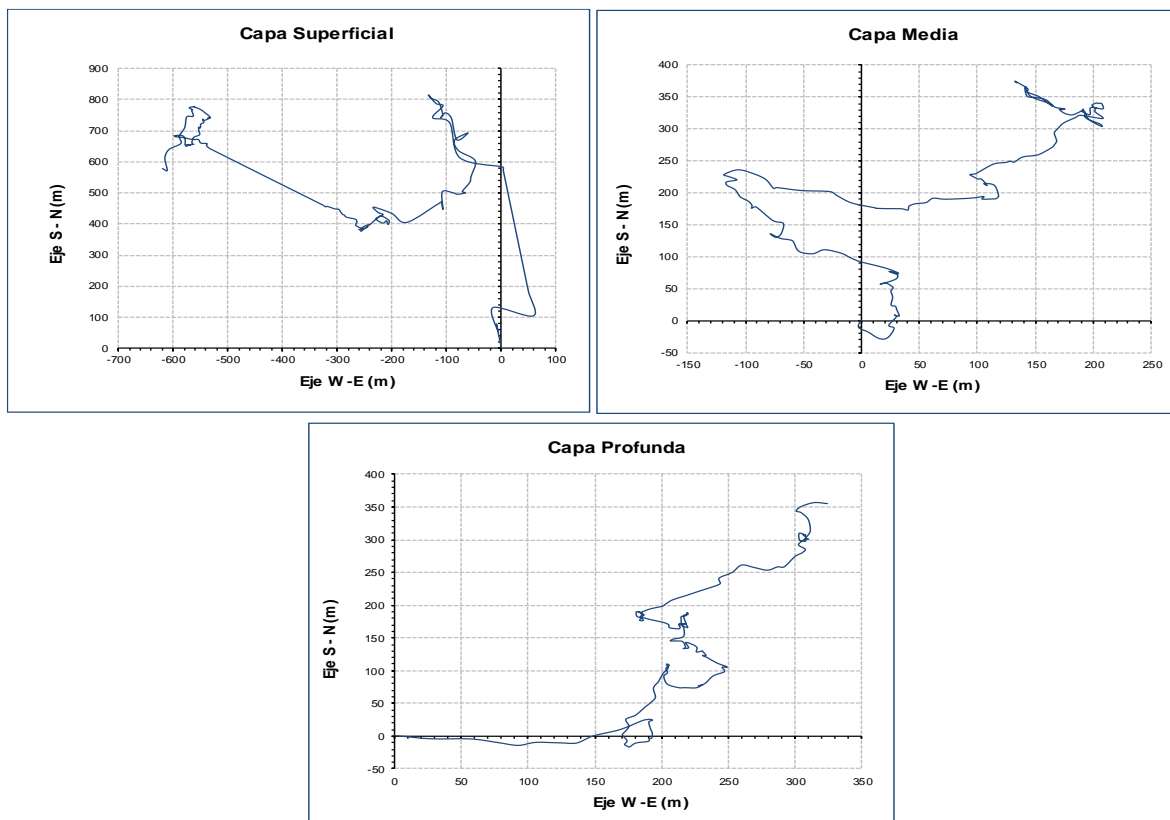 Capa Superficial
Eje S - N (m)
900
800
700
600
500
400
300
200
100
0
-700 -600 -500 -400 -300 -200 -100 0 100
Eje W -E (m)
Capa Media
Eje S - N (m)
400
350
300
250
200
150
100
50
0
-50
-150 -100 -50 0 50 100 150 200 250
Eje W -E (m)
Capa Profunda
Eje S - N (m)
400
350
300
250
200
150
100
50
0
-50
0 50 100 150 200 250 300 350
Eje W -E (m)